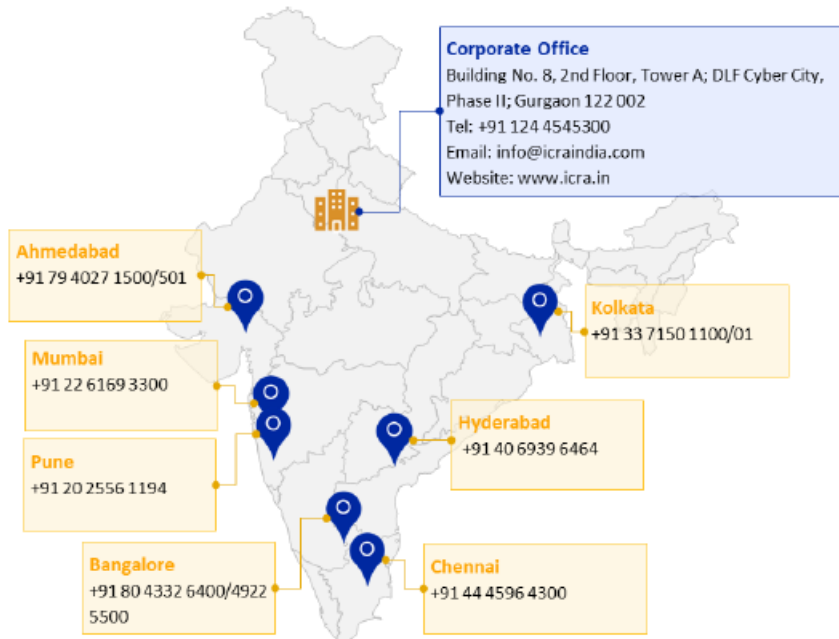 Corporate Office
Building No. 8, 2nd Floor, Tower A; DLF Cyber City,
Phase II; Gurgaon 122 002
Tel: +91 124 4545300
Email: info@icraindia.com
Website: www.icra.in
Ahmedabad
+91 79 4027 1500/501
Kolkata
+91 33 7150 1100/01
Mumbai
+91 22 6169 3300
Hyderabad
+91 40 6939 6464
Pune
+91 20 2556 1194
Bangalore
+91 80 4332 6400/4922
5500
Chennai
+91 44 4596 4300